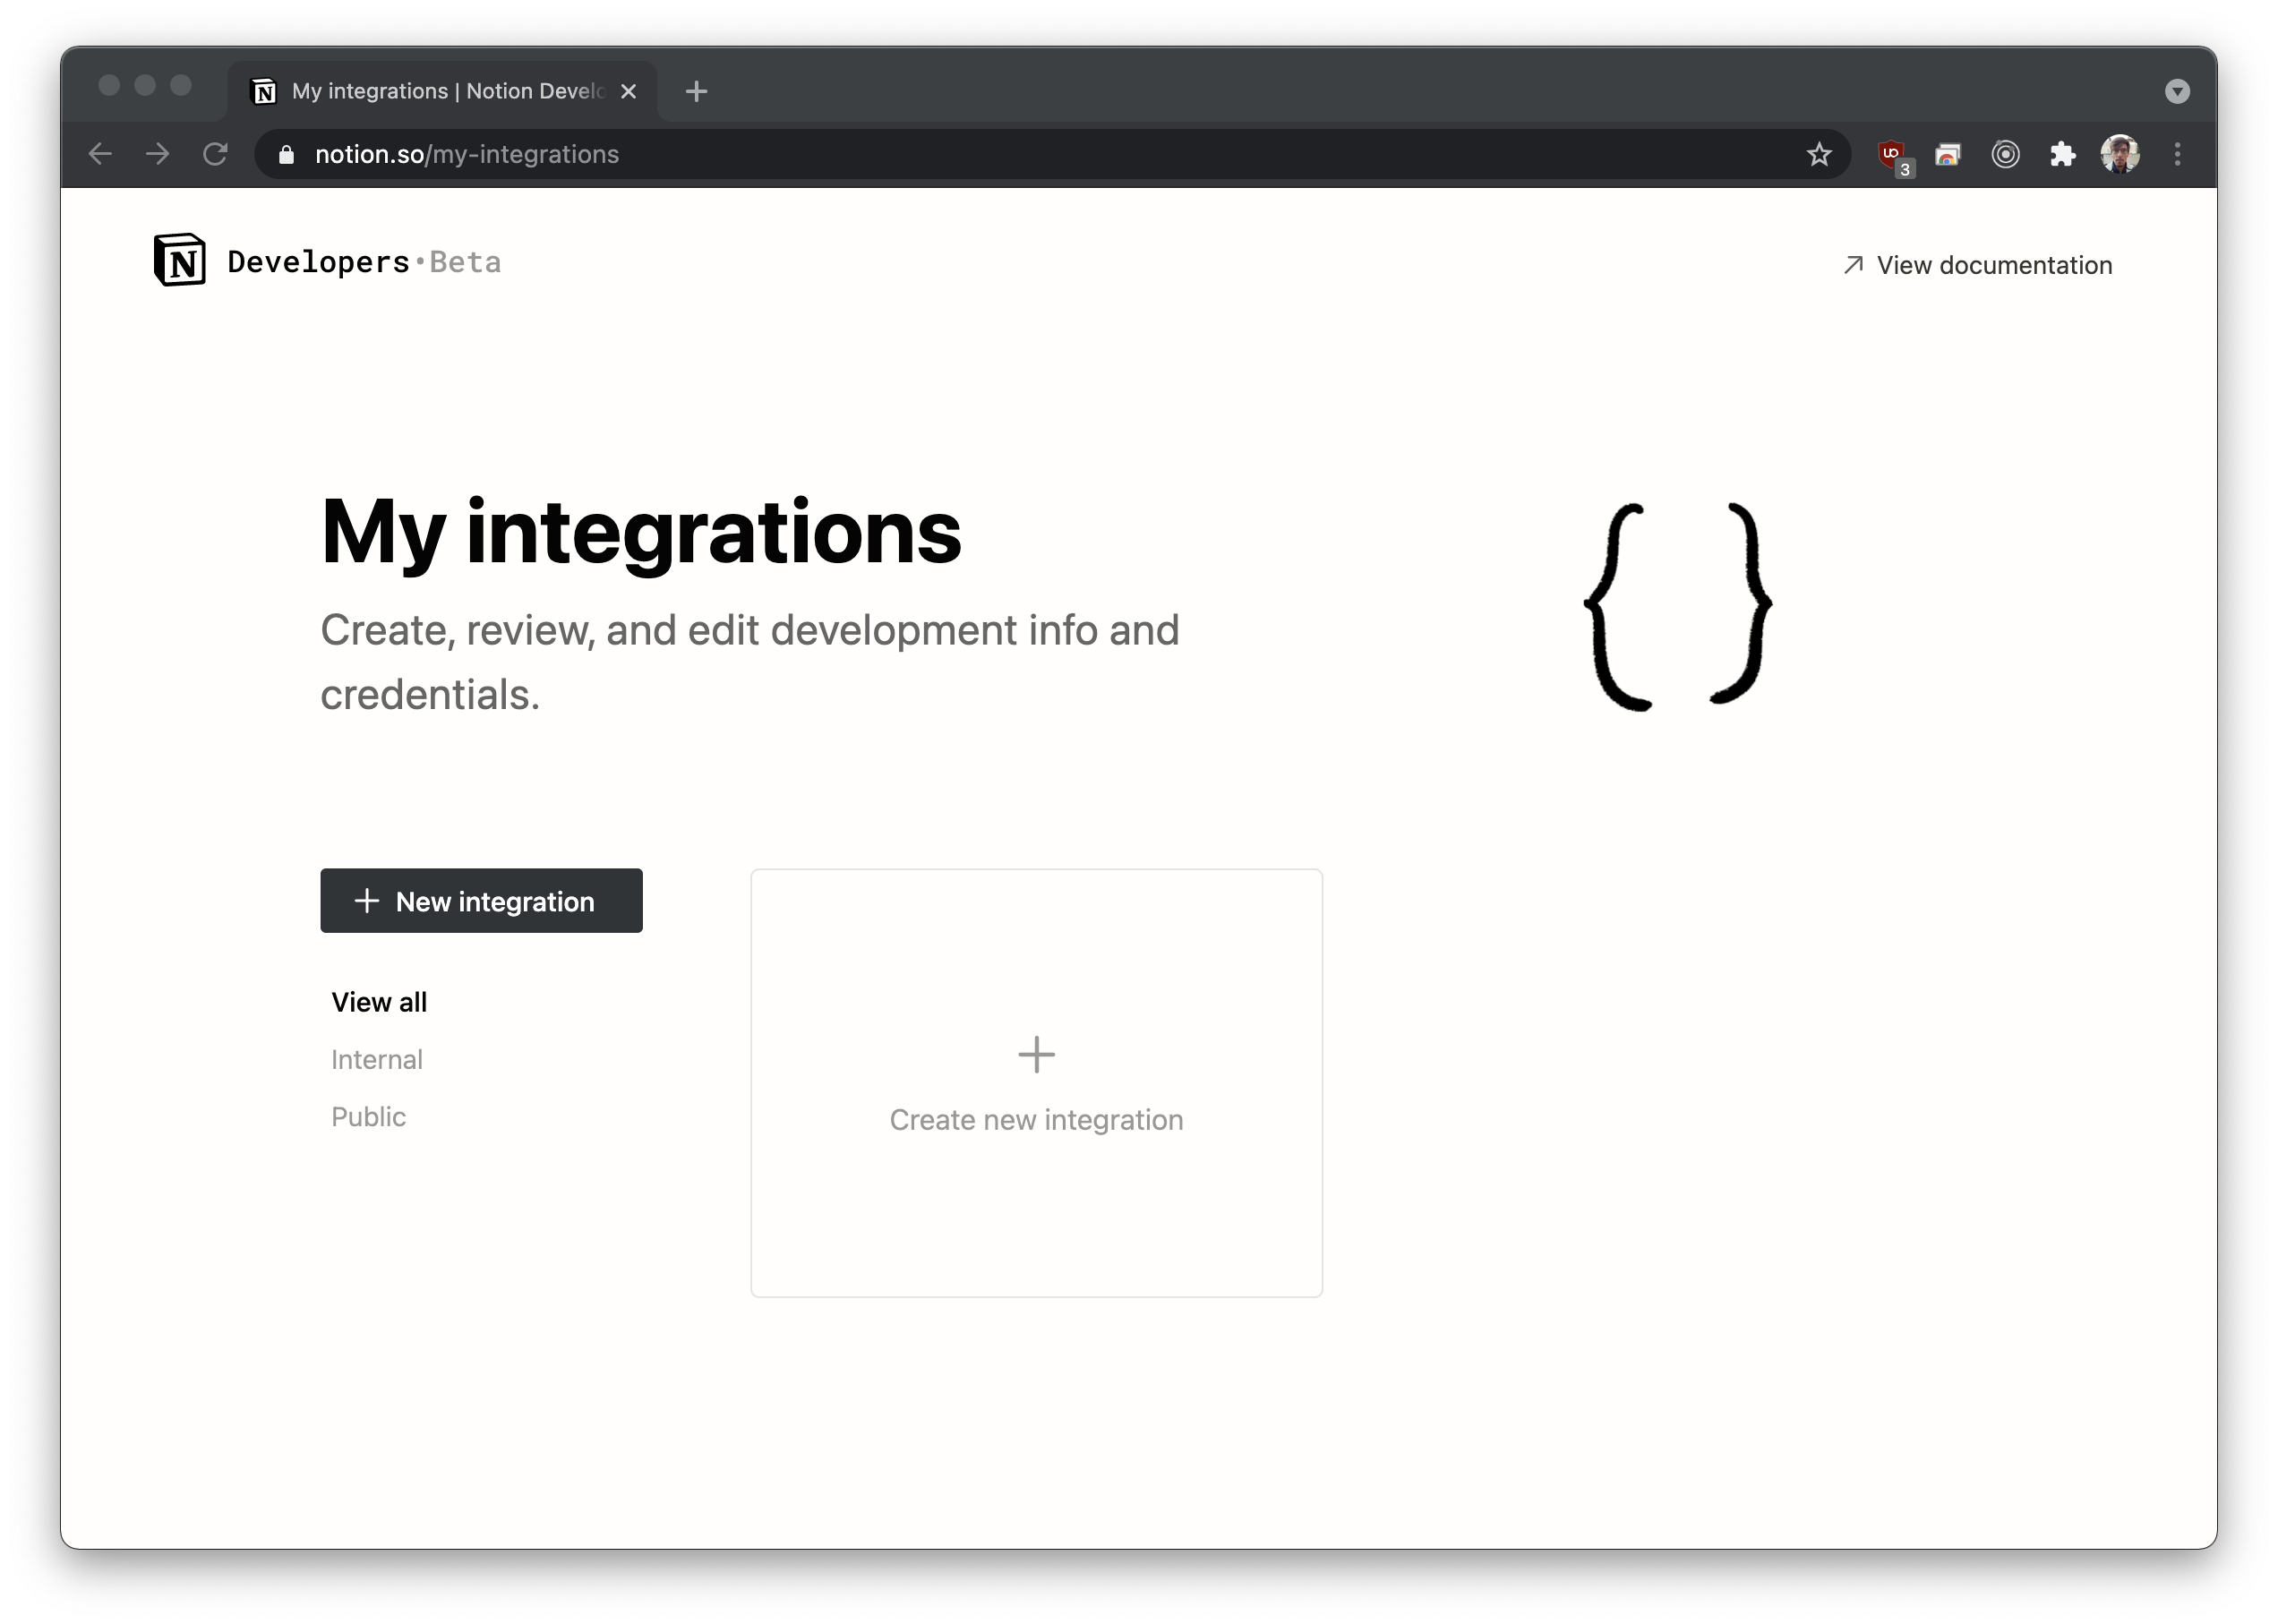 My integrations | Notion Develo
notion.so/my-integrations
3
N
Developers•Beta
View documentation
My integrations
{ }
Create, review, and edit development info and
credentials.
New integration
View all
Internal
Public
Create new integration